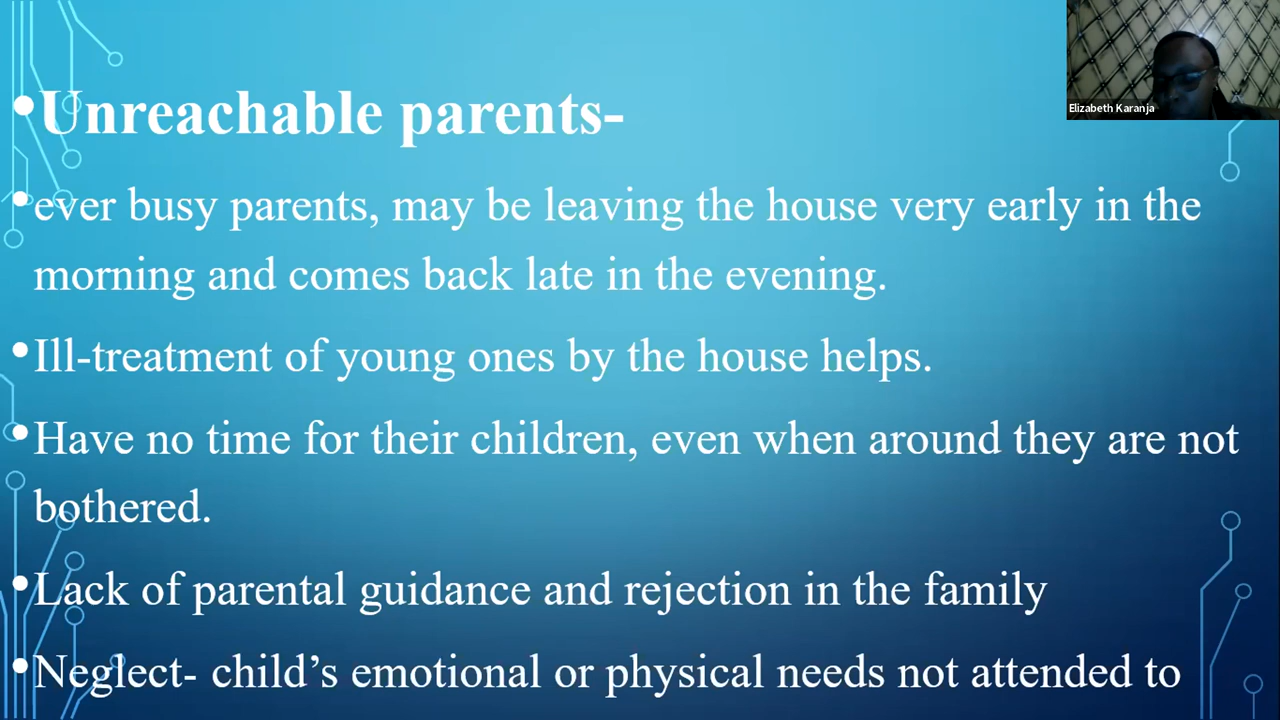 •Unreachable parents-
Elizabeth Karanja
•ever busy parents, may be leaving the house very early in the
morning and comes back late in the evening.
•Ill-treatment of young ones by the house helps.
•Have no time for their children, even when around they are not
bothered.
•Lack of parental guidance and rejection in the family
•Neglect- child’s emotional or physical needs not attended to